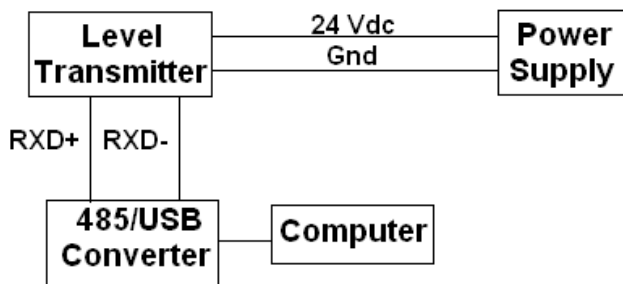 Level
Transmitter
24 Vdc
Gnd
Power
Supply
RXD+
RXD-
485/USB
Converter
Computer